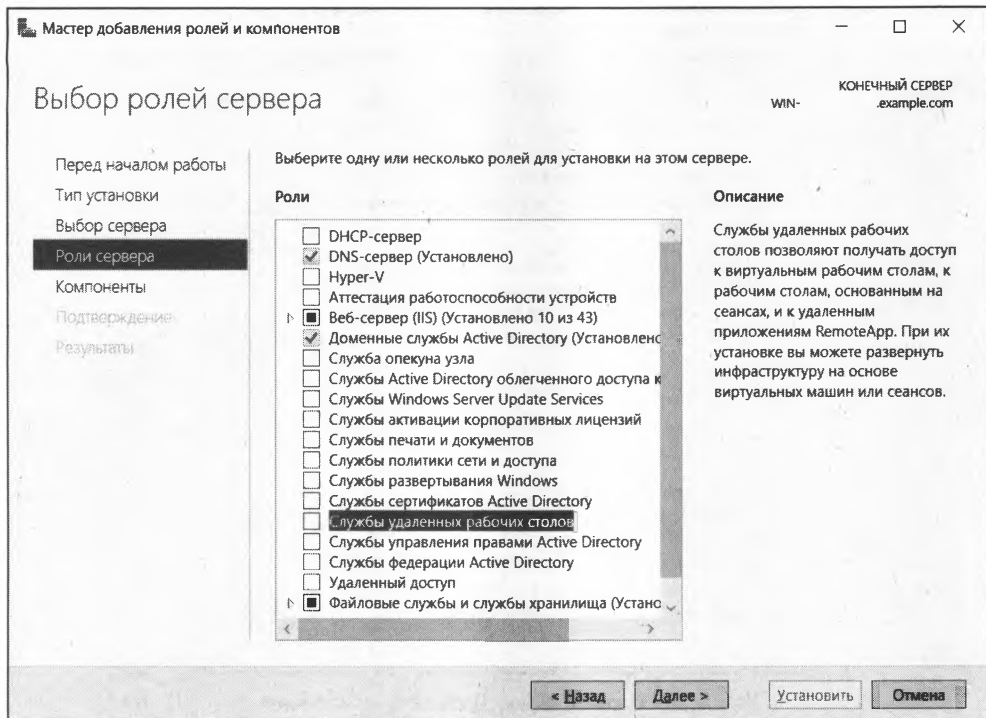 Мастер добавления ролей и компонентов
Выбор ролей сервера
КОНЕЧНЫЙ СЕРВЕР
WIN- .example.com
Перед началом работы
Тип установки
Выбор сервера
Роли сервера
Компоненты
Подтверждение
Результаты
Выберите одну или несколько ролей для установки на этом сервере.
Роли
DHCP-сервер
DNS-сервер (Установлено)
Hyper-V
Аттестация работоспособности устройств
Веб-сервер (IIS) (Установлено 10 из 43)
Доменные службы Active Directory (Установленс
Служба опекуна узла
Службы Active Directory облегченного доступа к
Службы Windows Server Update Services
Службы активации корпоративных лицензий
Службы печати и документов
Службы политики сети и доступа
Службы развертывания Windows
Службы сертификатов Active Directory
Службы удаленных рабочих столов
Службы управления правами Active Directory
Службы федерации Active Directory
Удаленный доступ
Файловые службы и службы хранилища (Устано
Описание
Службы удаленных рабочих
столов позволяют получать доступ
к виртуальным рабочим столам, к
рабочим столам, основанным на
сеансах, и к удаленным
приложениям RemoteApp. При их
установке вы можете развернуть
инфраструктуру на основе
виртуальных машин или сеансов.
< Назад
Далее >
Установить
Отмена